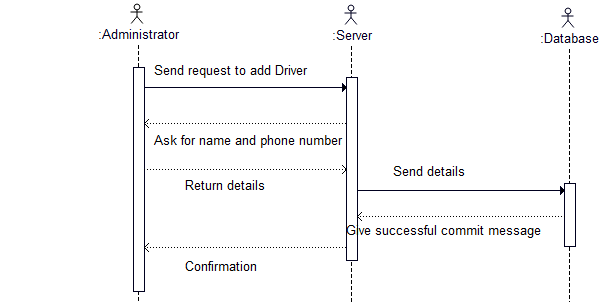 :Administrator
:Server
:Database
Send request to add Driver
Ask for name and phone number
Send details
Return details
Give successful commit message
Confirmation